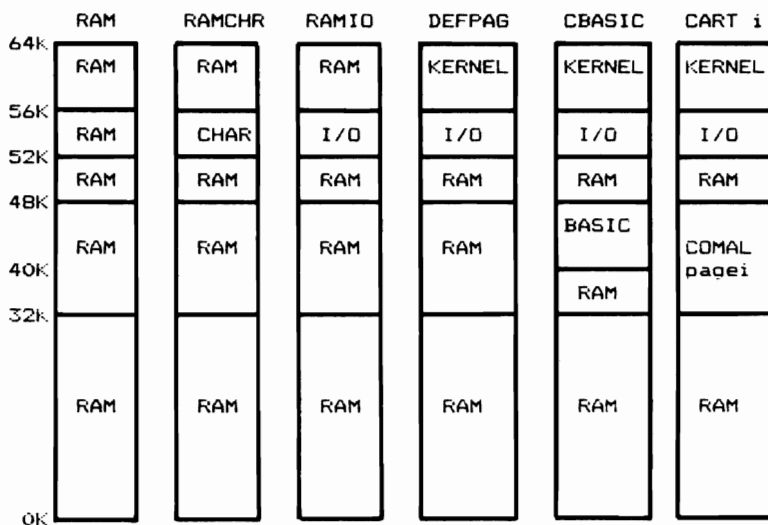 RAM RAMCHR RAMIO DEFPAG CBASIC CART i
64K
RAM RAM RAM KERNEL KERNEL KERNEL
56K
RAM CHAR I/O I/O I/O I/O
52K
RAM RAM RAM RAM RAM RAM
48K
BASIC
RAM RAM RAM RAM COMAL
40K pagei
RAM
32K
RAM RAM RAM RAM RAM RAM
0K